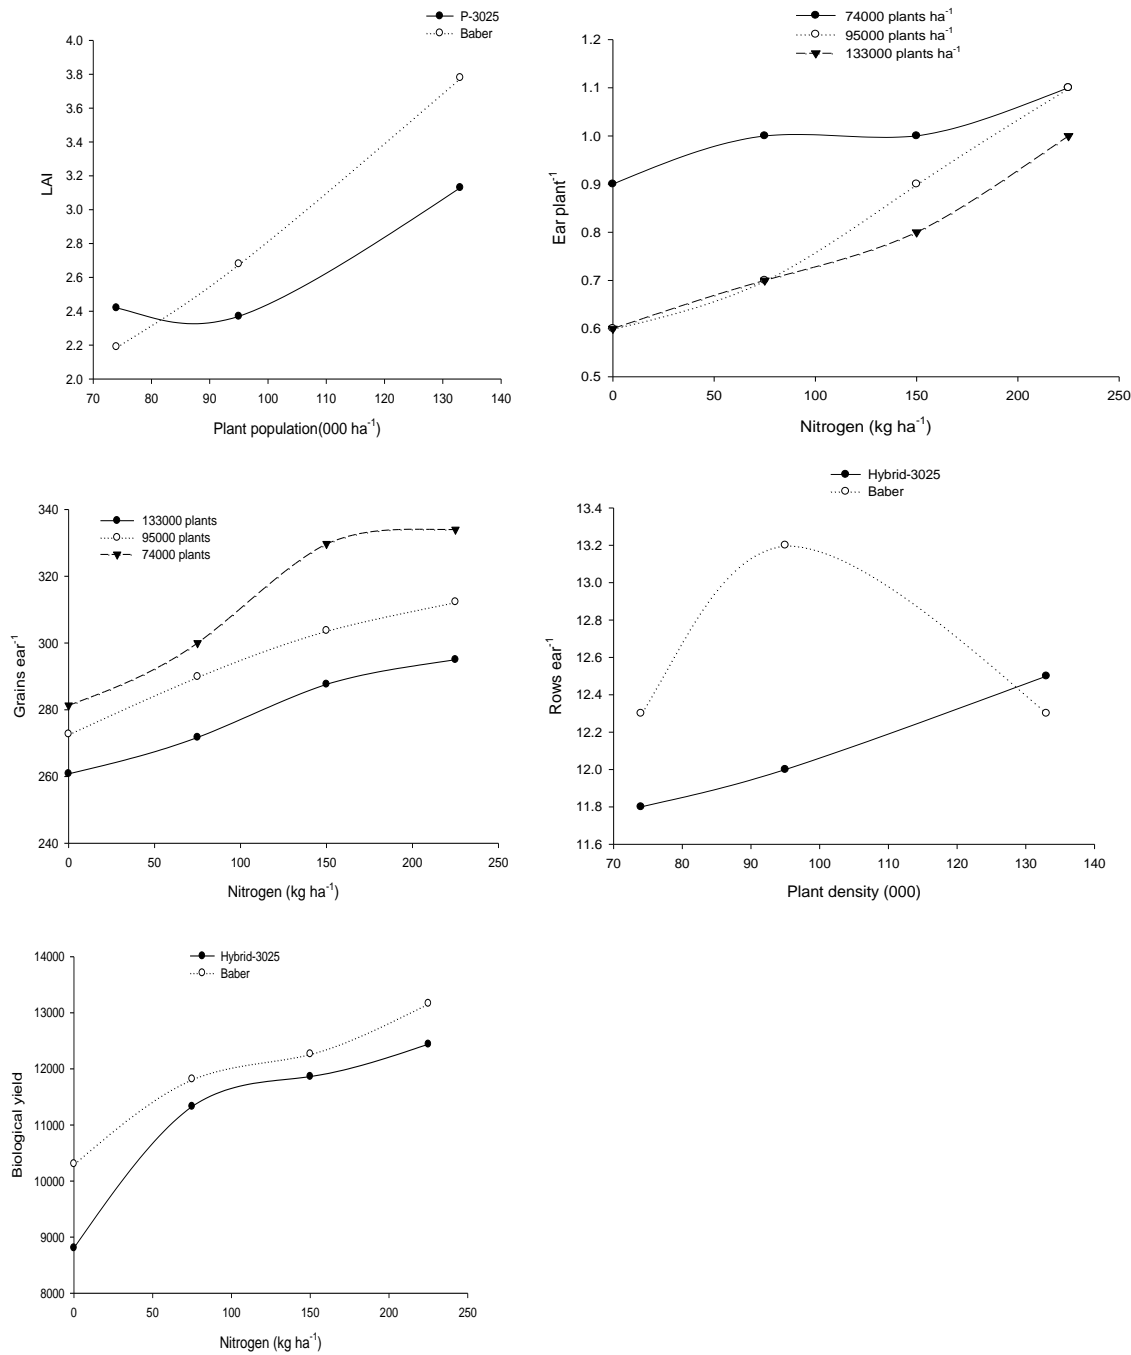 P-3025
Baber
4.0
3.8
3.6
3.4
3.2
3.0
2.8
2.6
2.4
2.2
2.0
LAI
70 80 90 100 110 120 130 140
Plant population(000 ha⁻¹)
74000 plants ha⁻¹
95000 plants ha⁻¹
133000 plants ha⁻¹
1.2
1.1
1.0
0.9
0.8
0.7
0.6
0.5
Ear plant⁻¹
0 50 100 150 200 250
Nitrogen (kg ha⁻¹)
133000 plants
95000 plants
74000 plants
340
320
300
280
260
240
Grains ear⁻¹
0 50 100 150 200 250
Nitrogen (kg ha⁻¹)
Hybrid-3025
Baber
13.4
13.2
13.0
12.8
12.6
12.4
12.2
12.0
11.8
11.6
Rows ear⁻¹
70 80 90 100 110 120 130 140
Plant density (000)
Hybrid-3025
Baber
14000
13000
12000
11000
10000
9000
8000
Biological yield
0 50 100 150 200 250
Nitrogen (kg ha⁻¹)